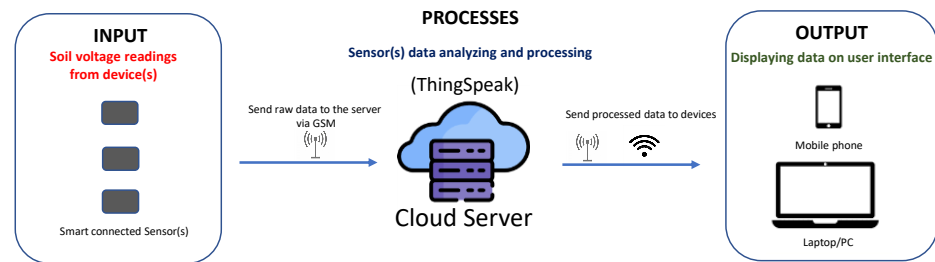 INPUT
Soil voltage readings
from device(s)
Smart connected Sensor(s)
Send raw data to the server
via GSM
PROCESSES
Sensor(s) data analyzing and processing
(ThingSpeak)
Cloud Server
Send processed data to devices
OUTPUT
Displaying data on user interface
Mobile phone
Laptop/PC